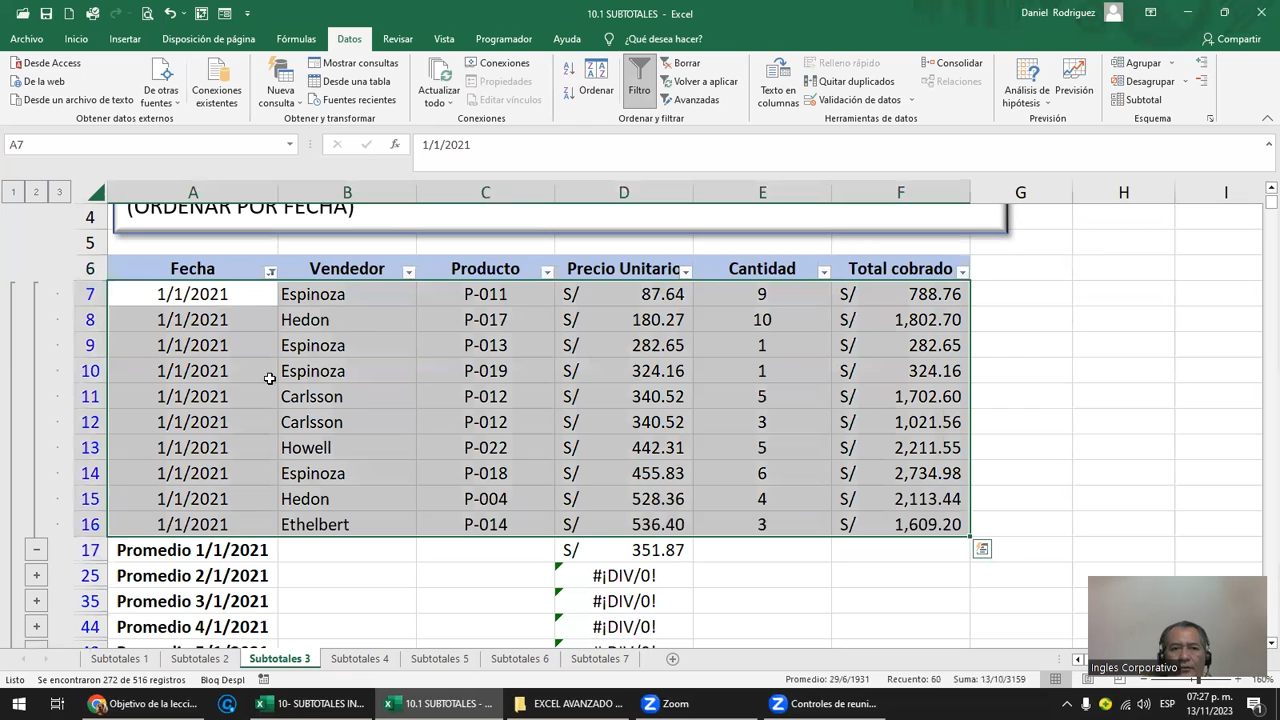 10.1 SUBTOTALES - Excel
Daniel Rodriguez
Archivo Inicio Insertar Disposición de página Fórmulas Datos Revisar Vista Programador Ayuda ¿Qué desea hacer? Compartir
Desde Access
De la web
Desde un archivo de texto
De otras fuentes
Conexiones existentes
Obtener datos externos
Nueva consulta
Mostrar consultas
Desde una tabla
Fuentes recientes
Obtener y transformar
Actualizar todo
Conexiones
Propiedades
Editar vínculos
Conexiones
Ordenar
Filtro
Borrar
Volver a aplicar
Avanzadas
Ordenar y filtrar
Texto en columnas
Relleno rápido
Quitar duplicados
Validación de datos
Consolidar
Relaciones
Herramientas de datos
Análisis de hipótesis
Previsión
Previsión
Agrupar
Desagrupar
Subtotal
Esquema
A7
fx
1/1/2021
1 2 3
A B C D E F G H I
4 (ORDENAR POR FECHA)
5
6 Fecha Vendedor Producto Precio Unitario Cantidad Total cobrado
7 1/1/2021 Espinoza P-011 S/ 87.64 9 S/ 788.76
8 1/1/2021 Hedon P-017 S/ 180.27 10 S/ 1,802.70
9 1/1/2021 Espinoza P-013 S/ 282.65 1 S/ 282.65
10 1/1/2021 Espinoza P-019 S/ 324.16 1 S/ 324.16
11 1/1/2021 Carlsson P-012 S/ 340.52 5 S/ 1,702.60
12 1/1/2021 Carlsson P-012 S/ 340.52 3 S/ 1,021.56
13 1/1/2021 Howell P-022 S/ 442.31 5 S/ 2,211.55
14 1/1/2021 Espinoza P-018 S/ 455.83 6 S/ 2,734.98
15 1/1/2021 Hedon P-004 S/ 528.36 4 S/ 2,113.44
16 1/1/2021 Ethelbert P-014 S/ 536.40 3 S/ 1,609.20
17 Promedio 1/1/2021 S/ 351.87
25 Promedio 2/1/2021 #¡DIV/0!
35 Promedio 3/1/2021 #¡DIV/0!
44 Promedio 4/1/2021 #¡DIV/0!
Ingles Corporativo
Subtotales 1 Subtotales 2 Subtotales 3 Subtotales 4 Subtotales 5 Subtotales 6 Subtotales 7
Listo Se encontraron 272 de 516 registros Bloq Despl Promedio: 29/6/1931 Recuento: 60 Suma: 13/10/3159 160%
Objetivo de la lecci...
10- SUBTOTALES IN...
10.1 SUBTOTALES - ...
EXCEL AVANZADO ...
Zoom
Controles de reuni...
ESP
07:27 p. m.
13/11/2023